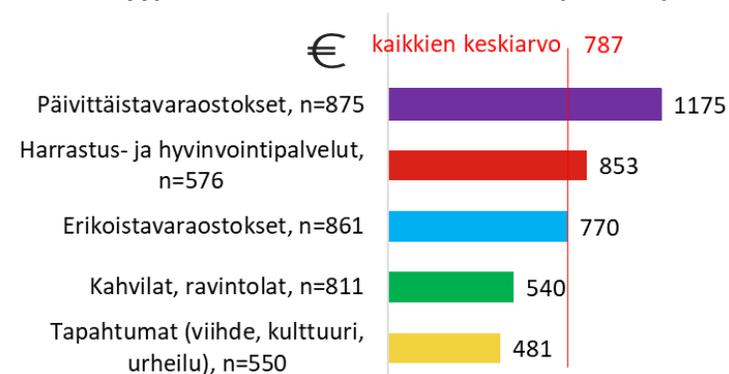 € kaikkien keskiarvo 787
Päivittäistavaraostokset, n=875 1175
Harrastus- ja hyvinvointipalvelut,
n=576 853
Erikoistavaraostokset, n=861 770
Kahvilat, ravintolat, n=811 540
Tapahtumat (viihde, kulttuuri,
urheilu), n=550 481